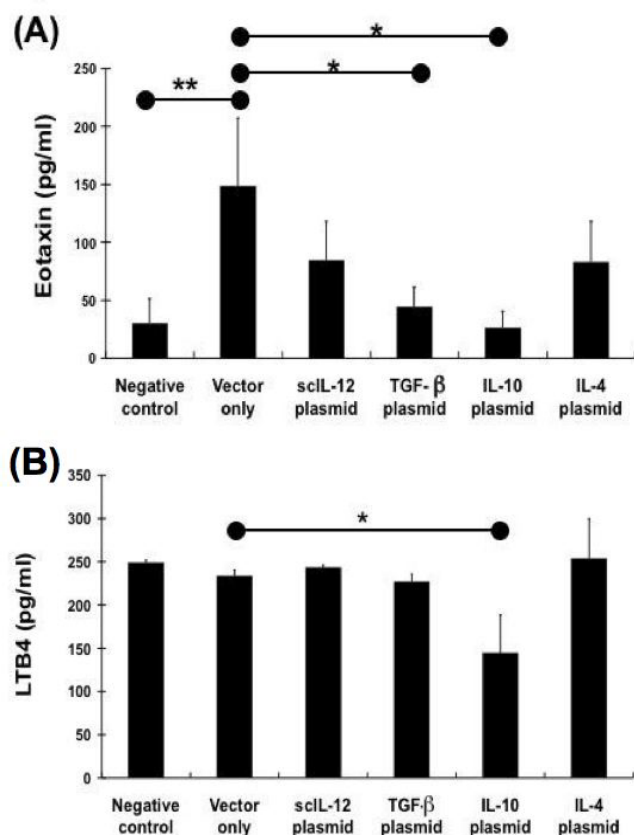 (A)
*
*
**
250
200
150
100
50
0
Eotaxin (pg/ml)
Negative control
Vector only
scIL-12 plasmid
TGF- β plasmid
IL-10 plasmid
IL-4 plasmid
(B)
*
350
300
250
200
150
100
50
0
LTB4 (pg/ml)
Negative control
Vector only
scIL-12 plasmid
TGF-β plasmid
IL-10 plasmid
IL-4 plasmid